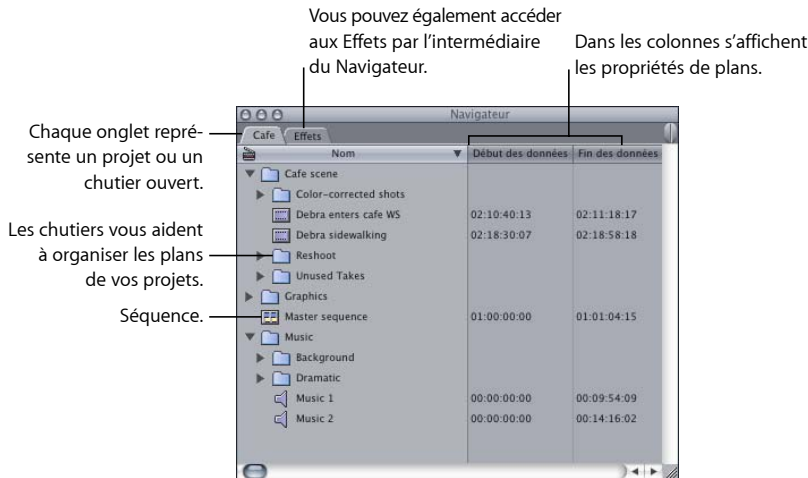 Vous pouvez également accéder
aux Effets par l’intermédiaire
du Navigateur.
Dans les colonnes s’affichent
les propriétés de plans.
Chaque onglet repré-
sente un projet ou un
chutier ouvert.
Les chutiers vous aident
à organiser les plans
de vos projets.
Séquence.
Navigateur
Cafe Effets
Nom Début des données Fin des données
Cafe scene
Color-corrected shots
Debra enters cafe WS 02:10:40:13 02:11:18:17
Debra sidewalking 02:18:30:07 02:18:58:18
Reshoot
Unused Takes
Graphics
Master sequence 01:00:00:00 01:01:04:15
Music
Background
Dramatic
Music 1 00:00:00:00 00:09:54:09
Music 2 00:00:00:00 00:14:16:02